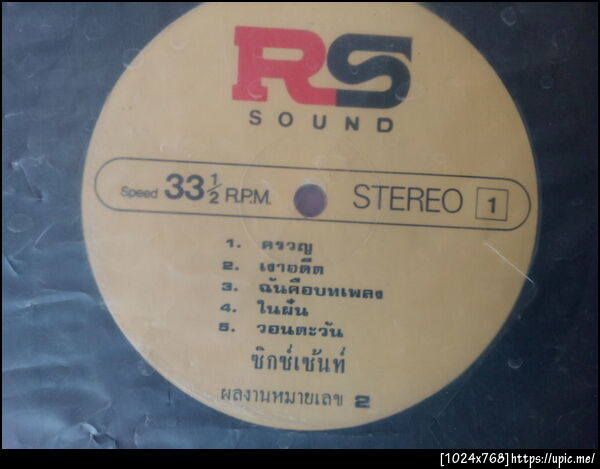 RS
SOUND
Speed 33 1/2 R.P.M. STEREO 1
1. ครวญ
2. เงาอดีต
3. ฉันคือบทเพลง
4. ในฝัน
5. วอนตะวัน
ซิกซ์เซ้นท์
ผลงานหมายเลข 2
[1024x768]https://upic.me/